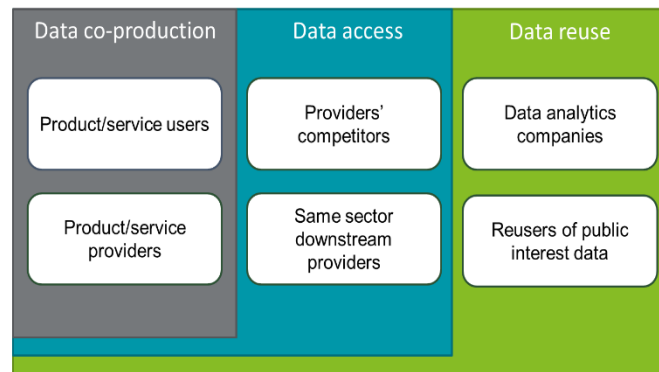 Data co-production
Data access
Data reuse
Product/service users
Providers’
competitors
Data analytics
companies
Product/service
providers
Same sector
downstream
providers
Reusers of public
interest data